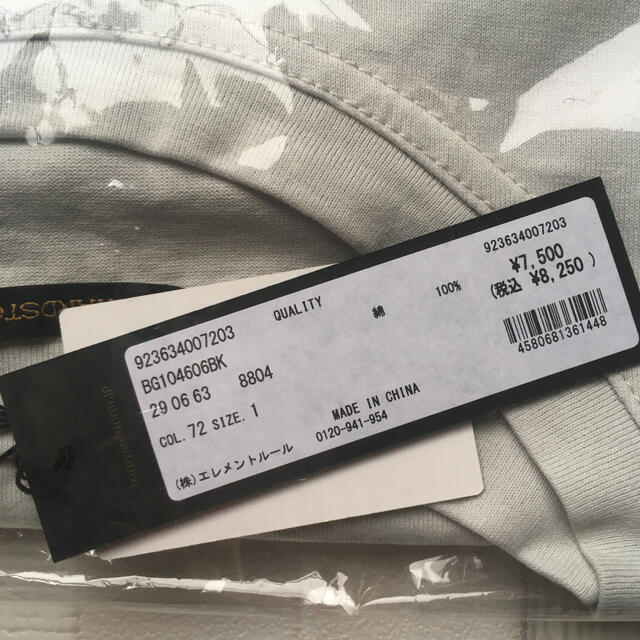 923634007203
QUALITY
綿
100%
923634007203
¥7,500
(税込 ¥8,250)
BG104606BK
29 06 63
8804
COL. 72 SIZE. 1
MADE IN CHINA
0120-941-954
(株)エレメントルール
4580681361448